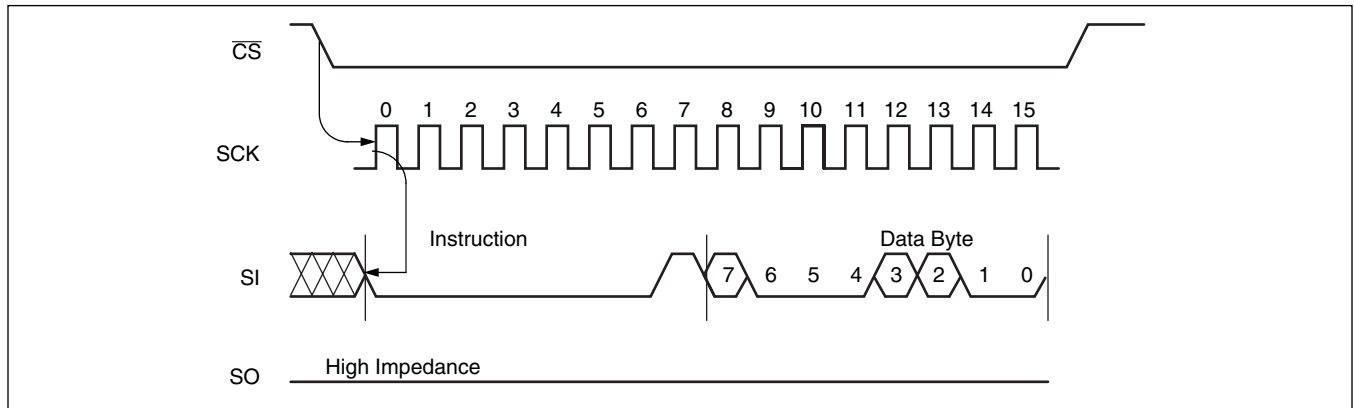 CS
0 1 2 3 4 5 6 7 8 9 10 11 12 13 14 15
SCK
Instruction
Data Byte
SI
7 6 5 4 3 2 1 0
High Impedance
SO